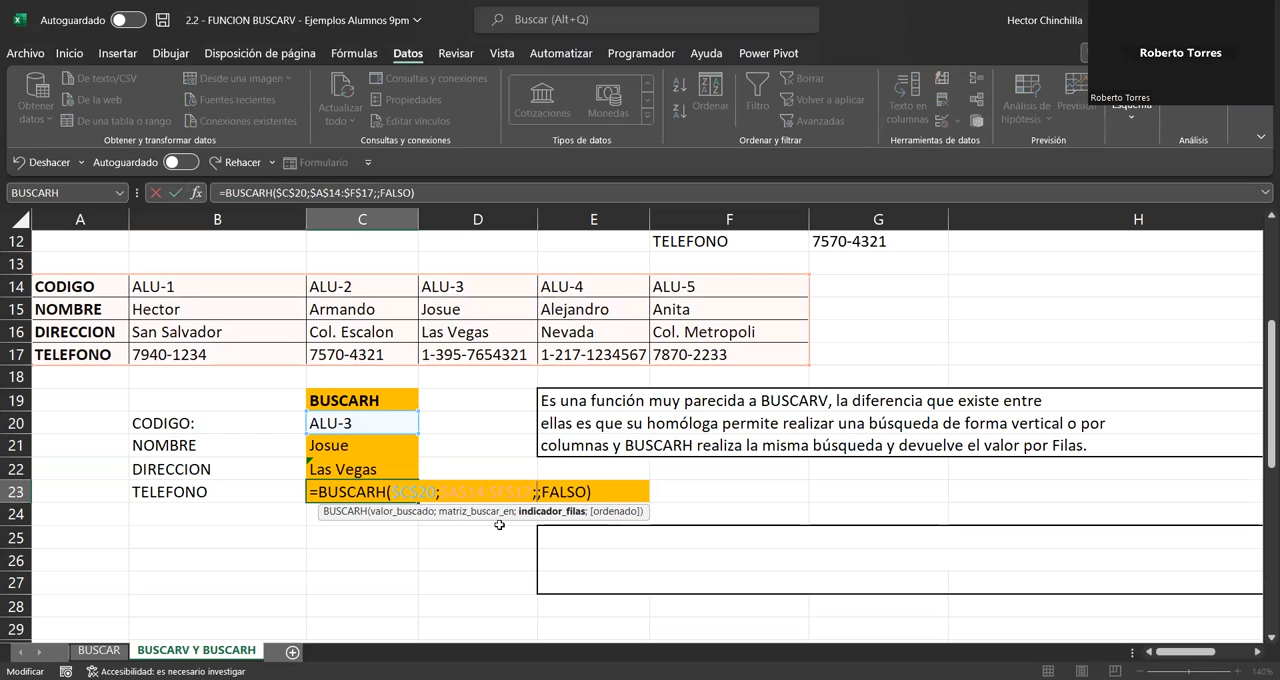 Autoguardado 2.2 - FUNCION BUSCARV - Ejemplos Alumnos 9pm Buscar (Alt+Q) Hector Chinchilla
Roberto Torres
Archivo Inicio Insertar Dibujar Disposición de página Fórmulas Datos Revisar Vista Automatizar Programador Ayuda Power Pivot
Obtener datos
De texto/CSV
De la web
De una tabla o rango
Desde una imagen
Fuentes recientes
Conexiones existentes
Obtener y transformar datos
Actualizar todo
Consultas y conexiones
Propiedades
Editar vínculos
Consultas y conexiones
Cotizaciones Monedas
Tipos de datos
Ordenar
Filtro
Borrar
Volver a aplicar
Avanzadas
Ordenar y filtrar
Texto en columnas
Herramientas de datos
Análisis de hipótesis
Previsión
Roberto Torres
Esquema
Análisis
Deshacer Autoguardado Rehacer Formulario
BUSCARH fx =BUSCARH($C$20;$A$14:$F$17;;FALSO)
A B C D E F G H
12 TELEFONO 7570-4321
13
14 CODIGO ALU-1 ALU-2 ALU-3 ALU-4 ALU-5
15 NOMBRE Hector Armando Josue Alejandro Anita
16 DIRECCION San Salvador Col. Escalon Las Vegas Nevada Col. Metropoli
17 TELEFONO 7940-1234 7570-4321 1-395-7654321 1-217-1234567 7870-2233
18
19 BUSCARH Es una función muy parecida a BUSCARV, la diferencia que existe entre
20 CODIGO: ALU-3 ellas es que su homóloga permite realizar una búsqueda de forma vertical o por
21 NOMBRE Josue columnas y BUSCARH realiza la misma búsqueda y devuelve el valor por Filas.
22 DIRECCION Las Vegas
23 TELEFONO =BUSCARH($C$20;$A$14:$F$17;;FALSO)
BUSCARH(valor_buscado; matriz_buscar_en; indicador_filas; [ordenado])
24
25
26
27
28
29
BUSCAR BUSCARV Y BUSCARH
Modificar Accesibilidad: es necesario investigar 140%